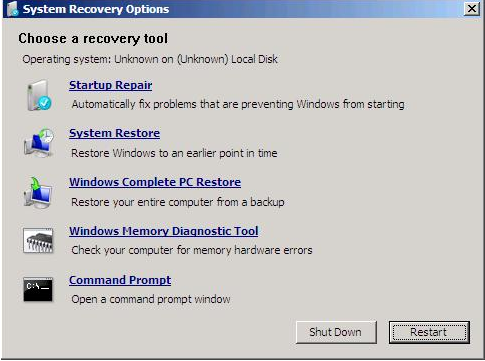 System Recovery Options
Choose a recovery tool
Operating system: Unknown on (Unknown) Local Disk
Startup Repair
Automatically fix problems that are preventing Windows from starting
System Restore
Restore Windows to an earlier point in time
Windows Complete PC Restore
Restore your entire computer from a backup
Windows Memory Diagnostic Tool
Check your computer for memory hardware errors
C:\_
Command Prompt
Open a command prompt window
Shut Down
Restart